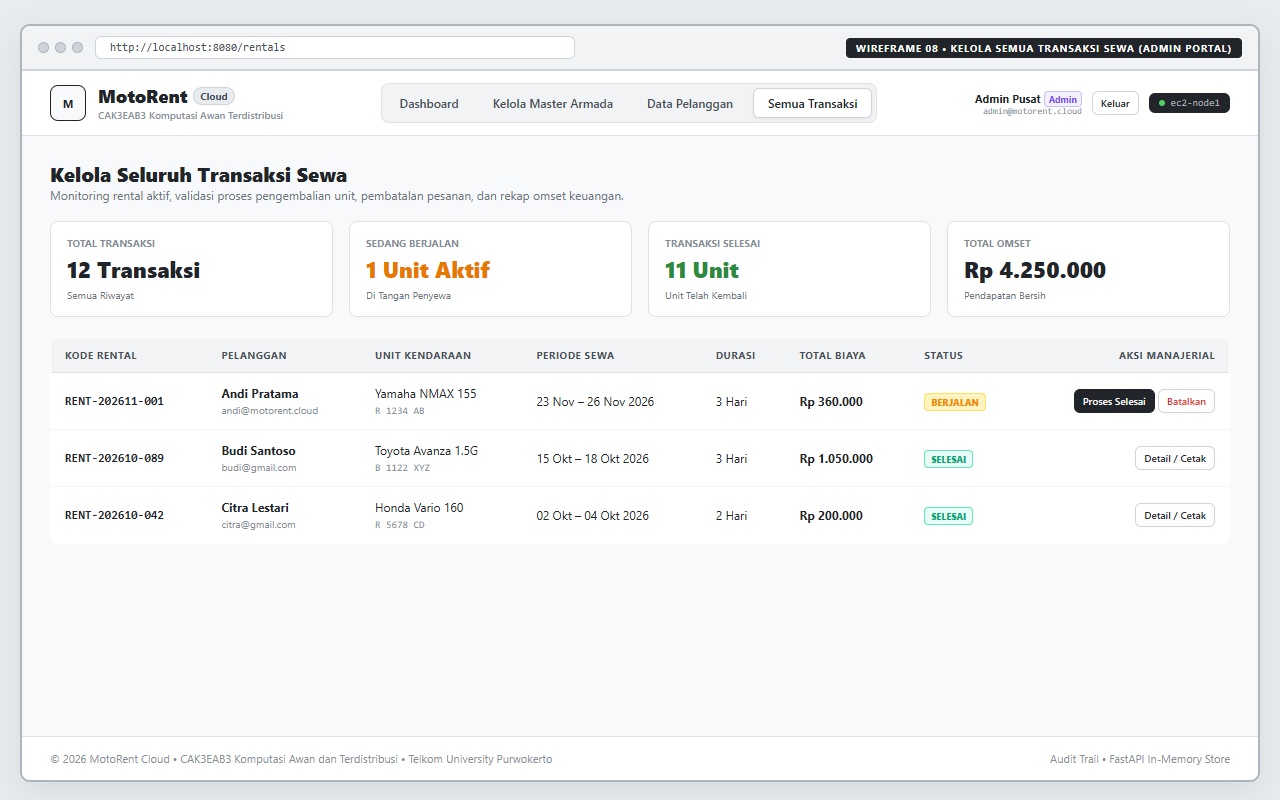 http://localhost:8080/rentals
WIREFRAME 08 • KELOLA SEMUA TRANSAKSI SEWA (ADMIN PORTAL)
M
MotoRent Cloud
CAK3EAB3 Komputasi Awan Terdistribusi
Dashboard Kelola Master Armada Data Pelanggan Semua Transaksi
Admin Pusat Admin
admin@motorent.cloud
Keluar
ec2-node1
Kelola Seluruh Transaksi Sewa
Monitoring rental aktif, validasi proses pengembalian unit, pembatalan pesanan, dan rekap omset keuangan.
TOTAL TRANSAKSI
12 Transaksi
Semua Riwayat
SEDANG BERJALAN
1 Unit Aktif
Di Tangan Penyewa
TRANSAKSI SELESAI
11 Unit
Unit Telah Kembali
TOTAL OMSET
Rp 4.250.000
Pendapatan Bersih
KODE RENTAL PELANGGAN UNIT KENDARAAN PERIODE SEWA DURASI TOTAL BIAYA STATUS AKSI MANAJERIAL
RENT-202611-001 Andi Pratama Yamaha NMAX 155 23 Nov – 26 Nov 2026 3 Hari Rp 360.000 BERJALAN Proses Selesai Batalkan
andi@motorent.cloud R 1234 AB
RENT-202610-089 Budi Santoso Toyota Avanza 1.5G 15 Okt – 18 Okt 2026 3 Hari Rp 1.050.000 SELESAI Detail / Cetak
budi@gmail.com B 1122 XYZ
RENT-202610-042 Citra Lestari Honda Vario 160 02 Okt – 04 Okt 2026 2 Hari Rp 200.000 SELESAI Detail / Cetak
citra@gmail.com R 5678 CD
© 2026 MotoRent Cloud • CAK3EAB3 Komputasi Awan dan Terdistribusi • Telkom University Purwokerto
Audit Trail • FastAPI In-Memory Store